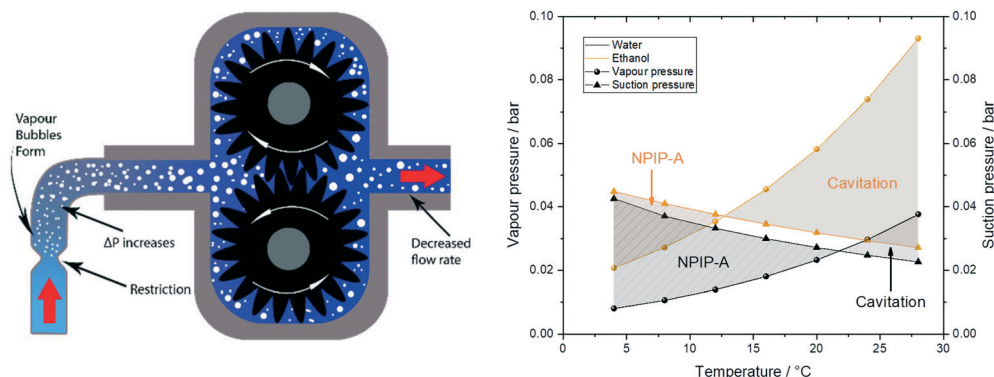 Vapour
Bubbles
Form
ΔP increases
Restriction
Decreased
flow rate
Vapour pressure / bar
0.10
0.08
0.06
0.04
0.02
0.00
Water
Ethanol
Vapour pressure
Suction pressure
NPIP-A
Cavitation
NPIP-A
Cavitation
0.10
0.08
0.06
0.04
0.02
0.00
Suction pressure / bar
0 5 10 15 20 25 30
Temperature / °C